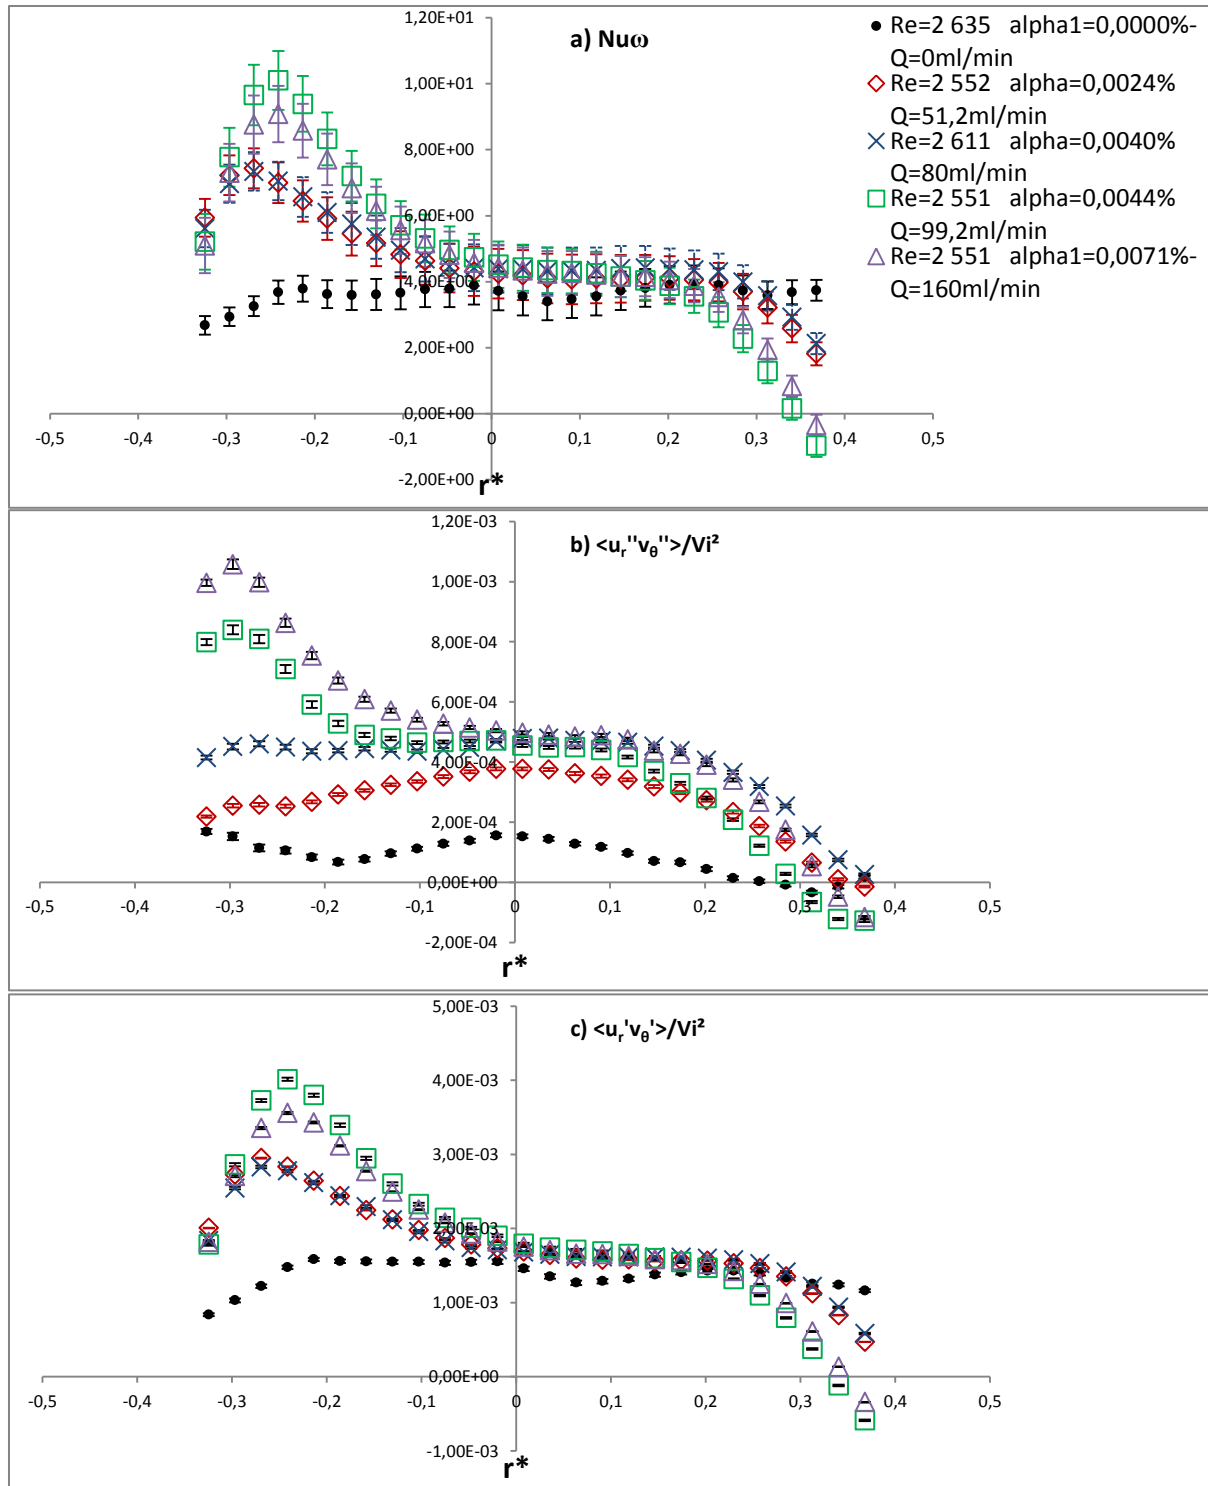 1,20E+01
a) Nuω
1,00E+01
8,00E+00
6,00E+00
4,00E+00
2,00E+00
0,00E+00
-2,00E+00
-0,5 -0,4 -0,3 -0,2 -0,1 0 0,1 0,2 0,3 0,4 0,5
r*
Re=2 635 alpha1=0,0000%-
Q=0ml/min
Re=2 552 alpha=0,0024%
Q=51,2ml/min
Re=2 611 alpha=0,0040%
Q=80ml/min
Re=2 551 alpha=0,0044%
Q=99,2ml/min
Re=2 551 alpha1=0,0071%-
Q=160ml/min
1,20E-03
b) <u_r''v_θ''>/Vi²
1,00E-03
8,00E-04
6,00E-04
4,00E-04
2,00E-04
0,00E+00
-2,00E-04
-0,5 -0,4 -0,3 -0,2 -0,1 0 0,1 0,2 0,3 0,4 0,5
r*
5,00E-03
c) <u_r'v_θ'>/Vi²
4,00E-03
3,00E-03
2,00E-03
1,00E-03
0,00E+00
-1,00E-03
-0,5 -0,4 -0,3 -0,2 -0,1 0 0,1 0,2 0,3 0,4 0,5
r*